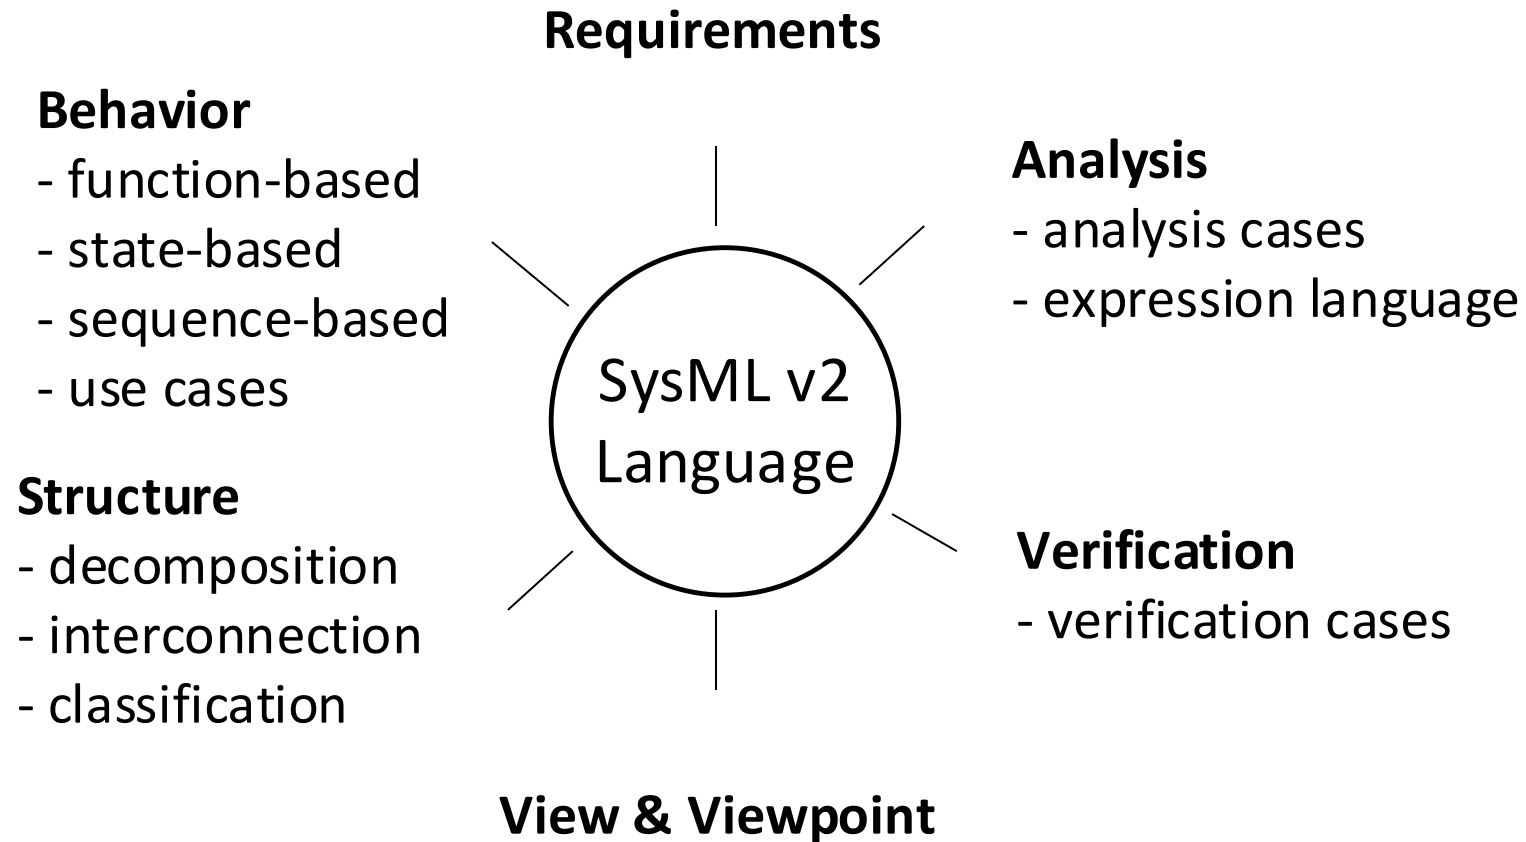 Requirements
Behavior
- function-based
- state-based
- sequence-based
- use cases
Analysis
- analysis cases
- expression language
SysML v2
Language
Structure
- decomposition
- interconnection
- classification
Verification
- verification cases
View & Viewpoint